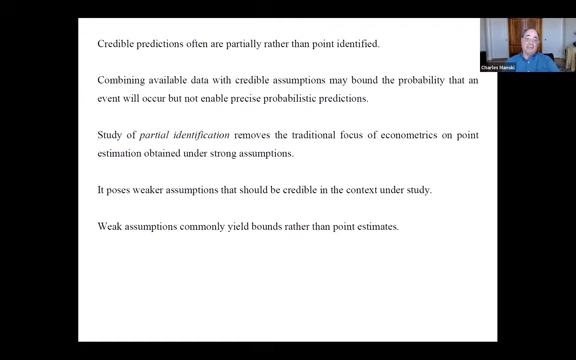 Credible predictions often are partially rather than point identified.
Combining available data with credible assumptions may bound the probability that an
event will occur but not enable precise probabilistic predictions.
Study of partial identification removes the traditional focus of econometrics on point
estimation obtained under strong assumptions.
It poses weaker assumptions that should be credible in the context under study.
Weak assumptions commonly yield bounds rather than point estimates.
Charles Manski